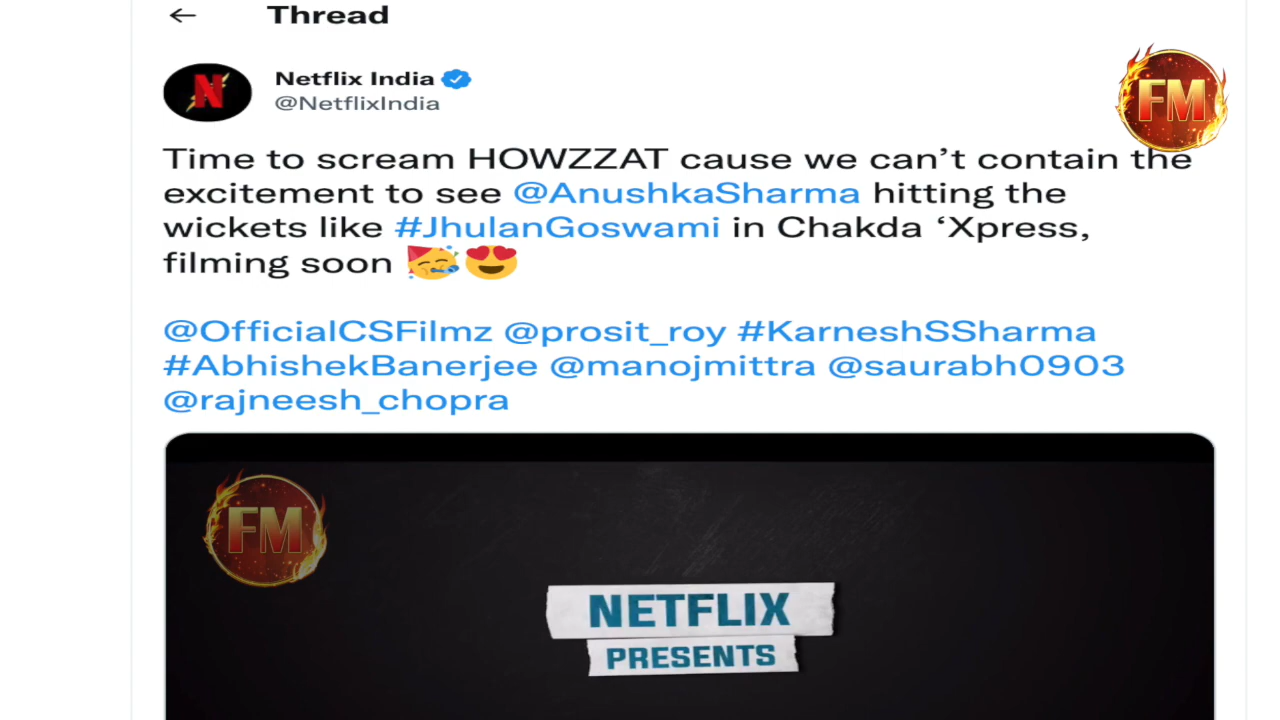 Thread
Netflix India
@NetflixIndia
FM
Time to scream HOWZZAT cause we can’t contain the
excitement to see @AnushkaSharma hitting the
wickets like #JhulanGoswami in Chakda ‘Xpress,
filming soon 🥳😍
@OfficialCSFilmz @prosit_roy #KarneshSSharma
#AbhishekBanerjee @manojmittra @saurabh0903
@rajneesh_chopra
FM
NETFLIX
PRESENTS